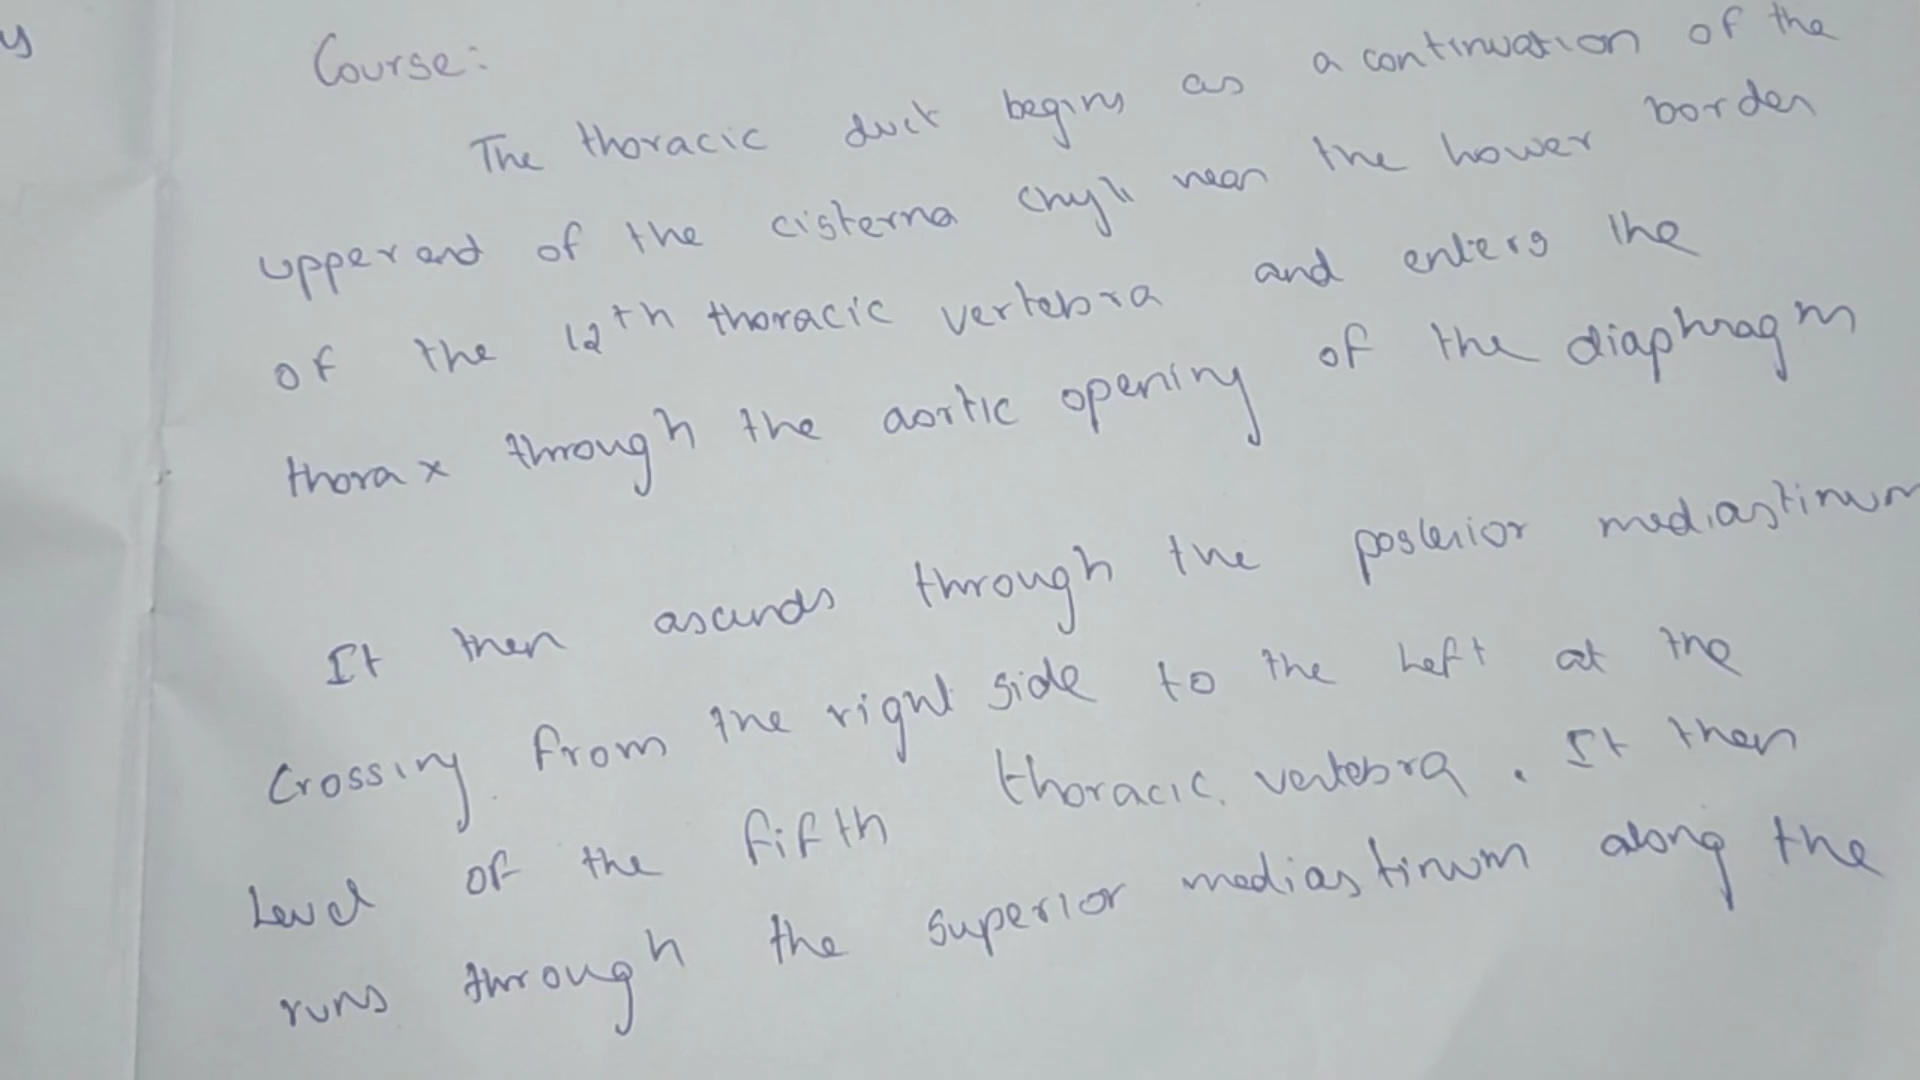 y
Course:
The thoracic duct begins as a continuation of the
upper end of the cisterna chyli near the lower border
of the 12th thoracic vertebra and enters the
thorax through the aortic opening of the diaphragm
It then ascends through the posterior mediastinum
crossing from the right side to the left at the
level of the fifth thoracic vertebra. It then
runs through the superior mediastinum along the